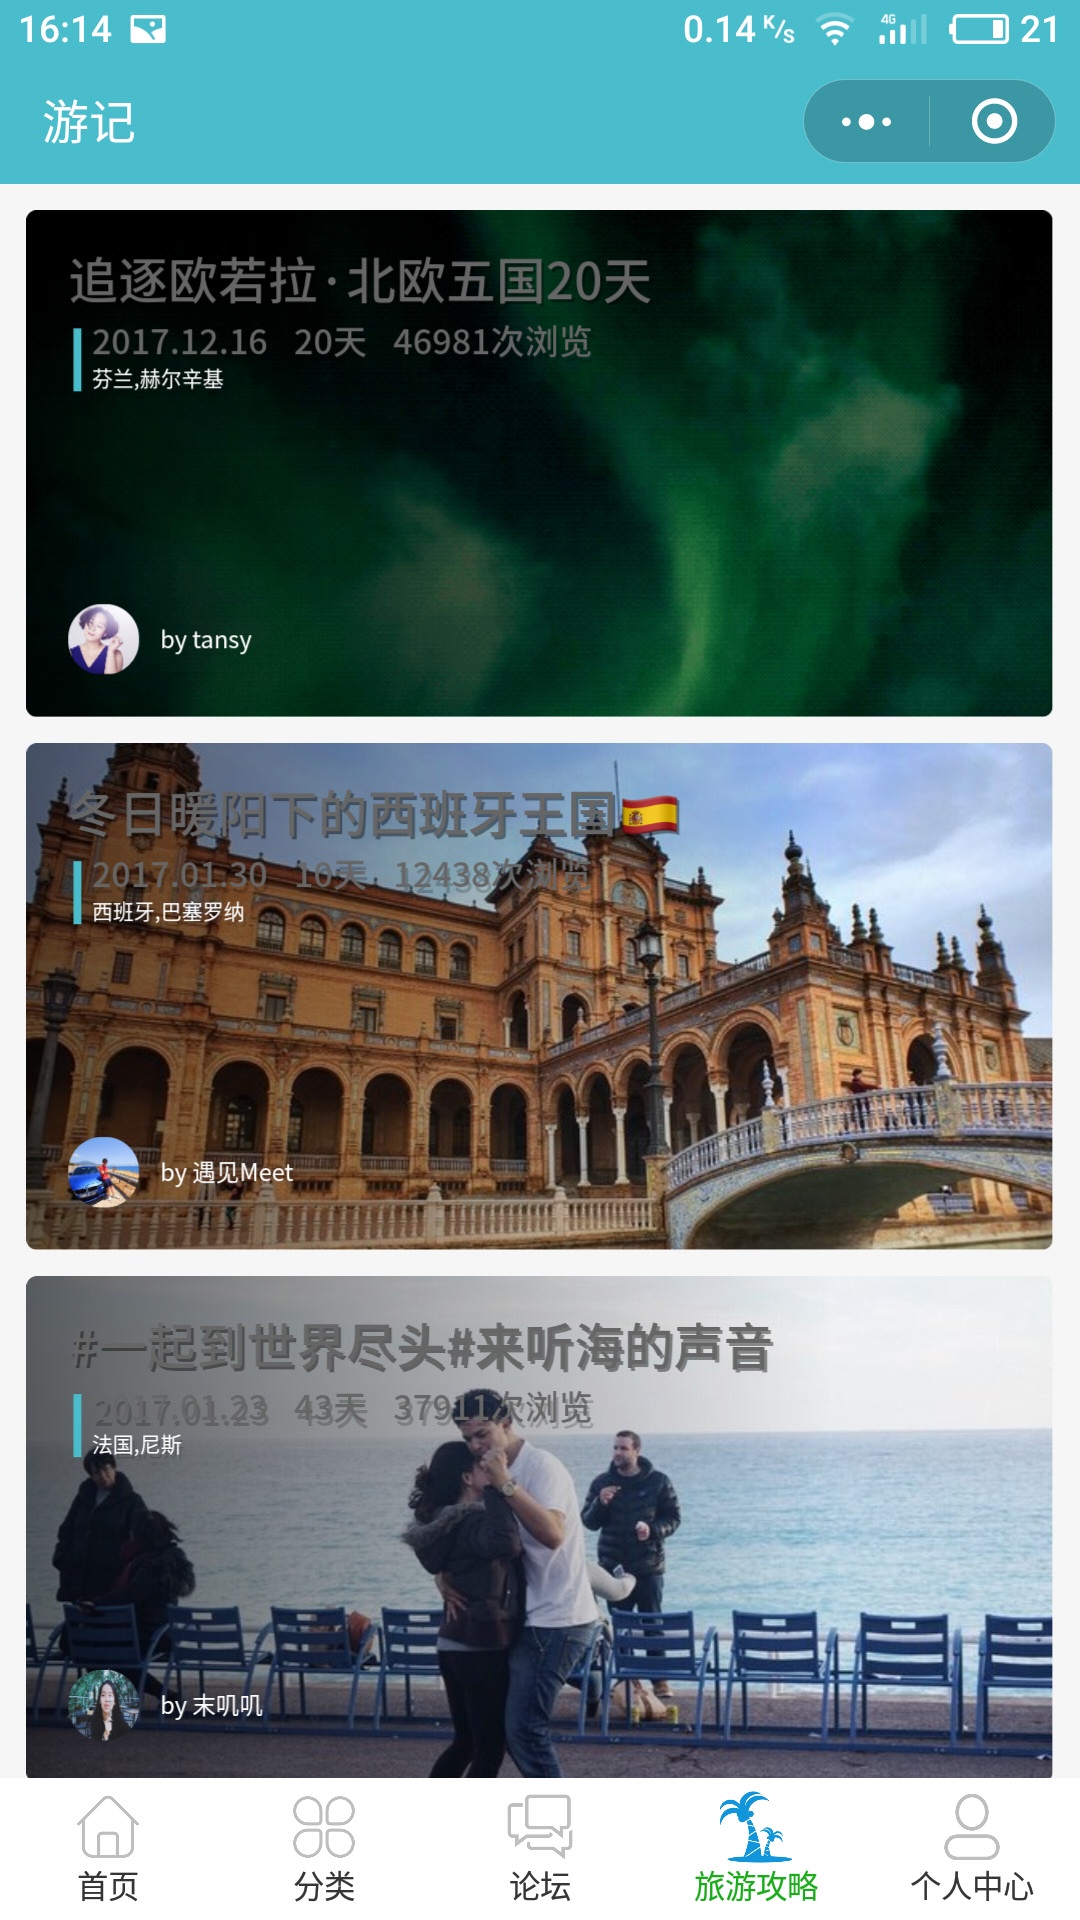 16:14 0.14 K/s 4G 21
游记
追逐欧若拉·北欧五国20天
2017.12.16 20天 46981次浏览
芬兰,赫尔辛基
by tansy
冬日暖阳下的西班牙王国🇪🇸
2017.01.30 10天 12438次浏览
西班牙,巴塞罗纳
by 遇见Meet
#一起到世界尽头#来听海的声音
2017.01.23 43天 37911次浏览
法国,尼斯
by 末叽叽
首页 分类 论坛 旅游攻略 个人中心